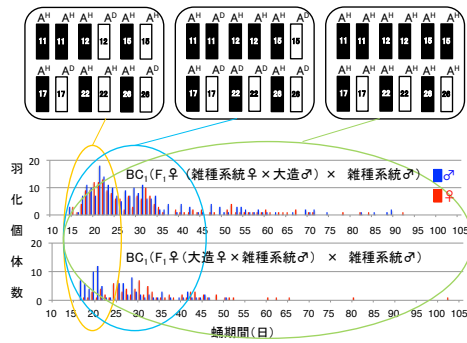 A^H A^H A^H A^D A^H A^H
11 11 12 12 15 15
A^H A^D A^H A^H A^H A^D
17 17 22 22 26 26
A^H A^H A^H A^H A^H A^D
11 11 12 12 15 15
A^H A^D A^D A^D A^H A^D
17 17 22 22 26 26
A^H A^H A^H A^H A^H A^H
11 11 12 12 15 15
A^H A^D A^H A^H A^H A^H
17 17 22 22 26 26
羽化個体数
20
10
0
BC₁(F₁♀(雑種系統♀×大造♂) × 雑種系統♂)
♂
♀
10 15 20 25 30 35 40 45 50 55 60 65 70 75 80 85 90 95 100 105
20
10
0
BC₁(F₁♀(大造♀×雑種系統♂) × 雑種系統♂)
10 15 20 25 30 35 40 45 50 55 60 65 70 75 80 85 90 95 100 105
蛹期間(日)